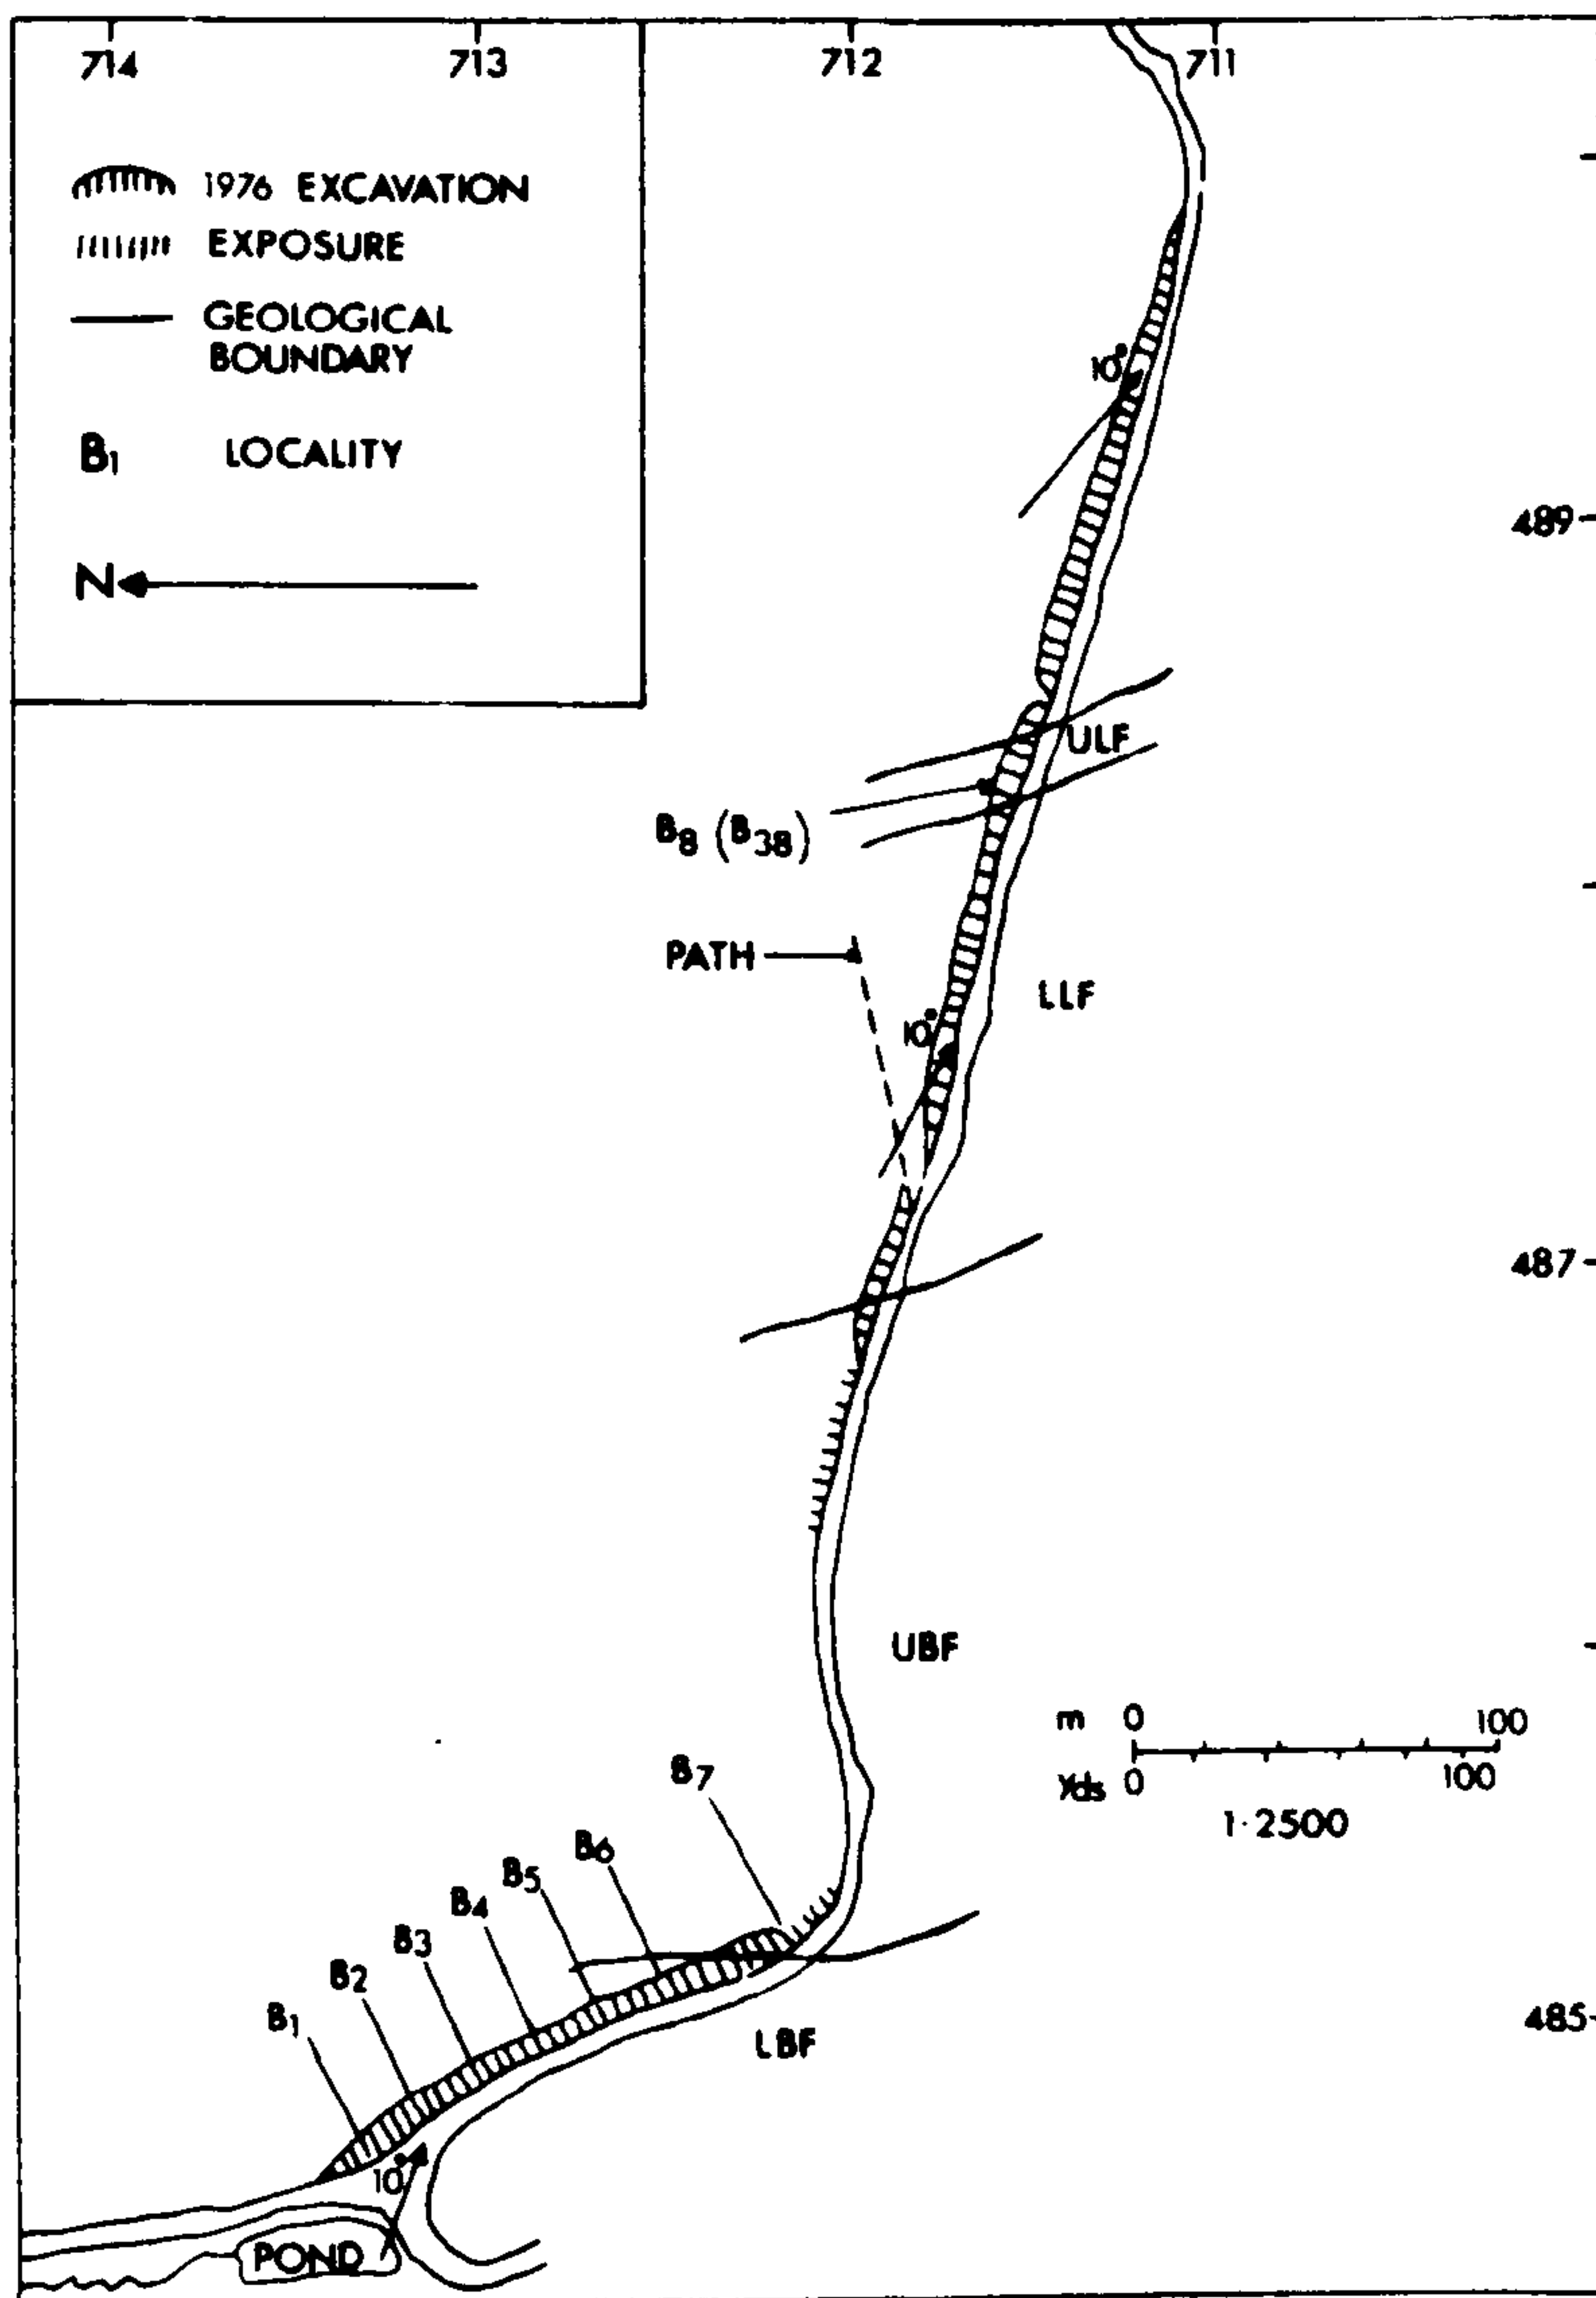 714 713 712 711
1976 EXCAVATION
EXPOSURE
GEOLOGICAL
BOUNDARY
B1 LOCALITY
N
10°
489
ULF
B8 (B38)
PATH
LLF
10°
487
UBF
m 0 100
Yds 0 100
1·2500
B7
B6
B5
B4
B3
B2
B1
485
LBF
10°
POND